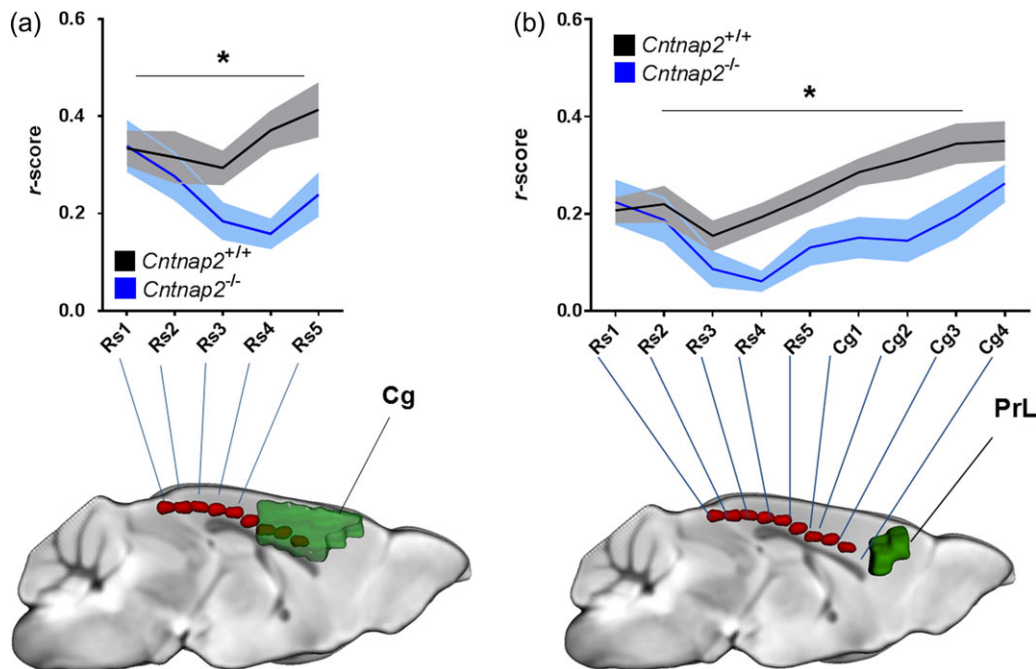 (a)
0.6
0.4
0.2
0.0
r-score
*
Cntnap2+/+
Cntnap2-/-
Rs1
Rs2
Rs3
Rs4
Rs5
Cg
(b)
0.6
0.4
0.2
0.0
r-score
Cntnap2+/+
Cntnap2-/-
*
Rs1
Rs2
Rs3
Rs4
Rs5
Cg1
Cg2
Cg3
Cg4
PrL